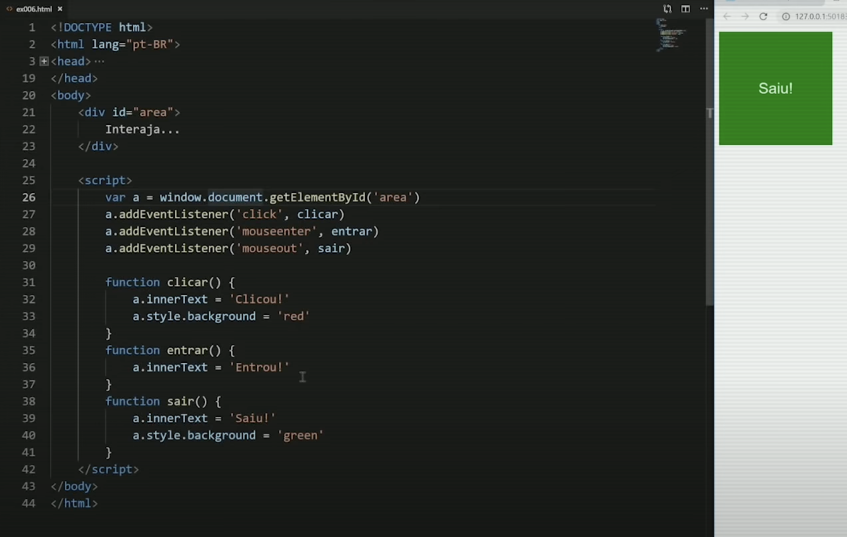 ex006.html
127.0.0.1:5018
1 <!DOCTYPE html>
2 <html lang="pt-BR">
3 <head>···
19 </head>
20 <body>
21 <div id="area">
22 Interaja...
23 </div>
24
25 <script>
26 var a = window.document.getElementById('area')
27 a.addEventListener('click', clicar)
28 a.addEventListener('mouseenter', entrar)
29 a.addEventListener('mouseout', sair)
30
31 function clicar() {
32 a.innerText = 'Clicou!'
33 a.style.background = 'red'
34 }
35 function entrar() {
36 a.innerText = 'Entrou!'
37 }
38 function sair() {
39 a.innerText = 'Saiu!'
40 a.style.background = 'green'
41 }
42 </script>
43 </body>
44 </html>
Saiu!
T